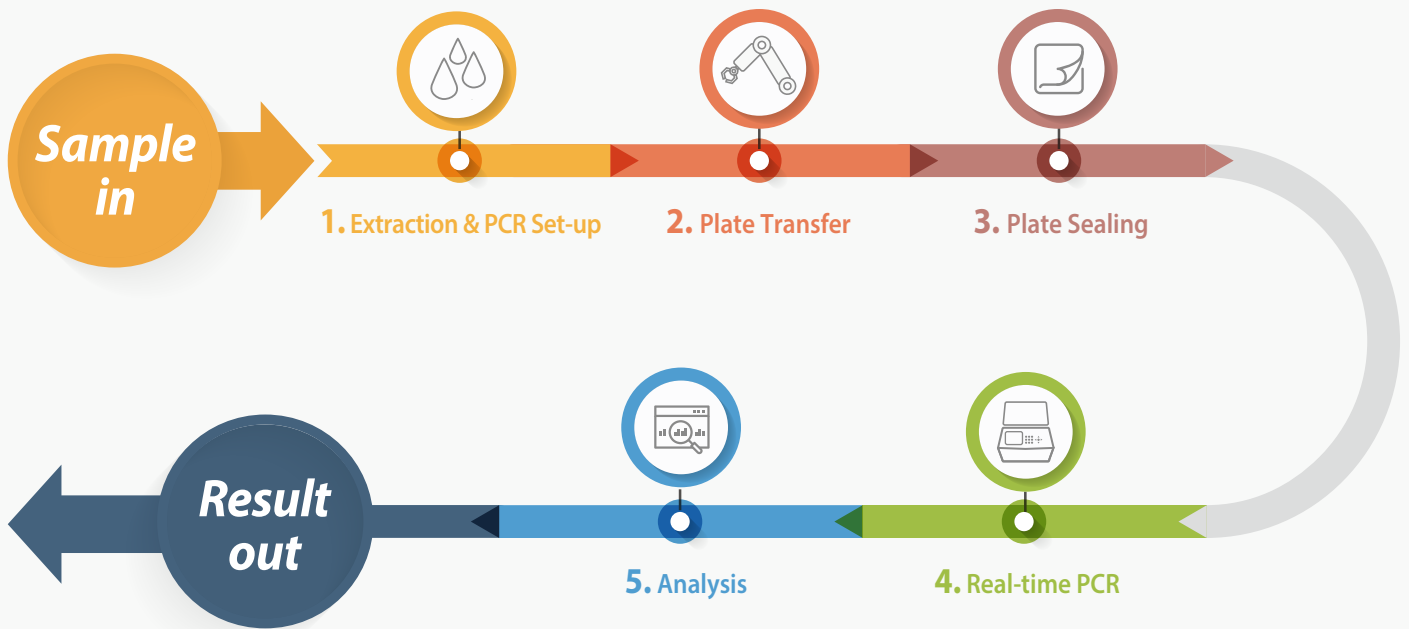 Sample
in
1. Extraction & PCR Set-up
2. Plate Transfer
3. Plate Sealing
4. Real-time PCR
5. Analysis
Result
out